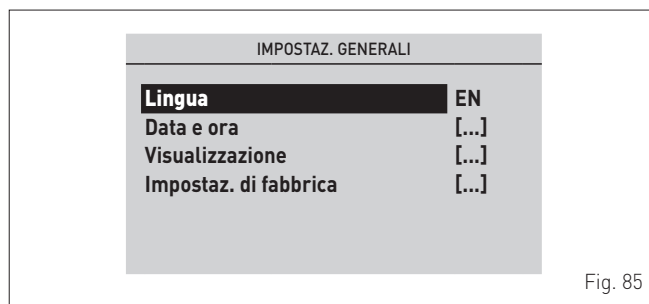 IMPOSTAZ. GENERALI
Lingua EN
Data e ora [...]
Visualizzazione [...]
Impostaz. di fabbrica [...]
Fig. 85